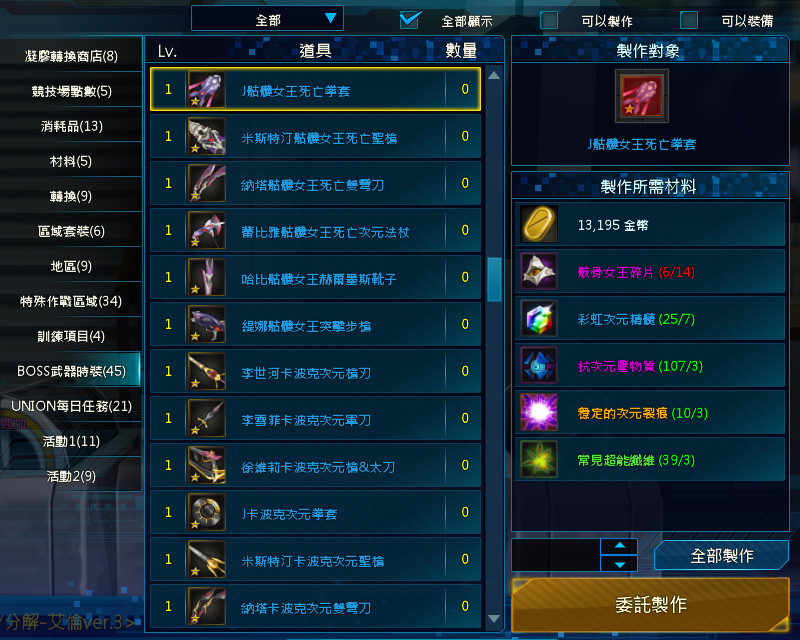 全部
全部顯示
可以製作
可以裝備
凝膠轉換商店(8)
競技場點數(5)
消耗品(13)
材料(5)
轉換(9)
區域套裝(6)
地區(9)
特殊作戰區域(34)
訓練項目(4)
BOSS武器時裝(45)
UNION每日任務(21)
活動1(11)
活動2(9)
/分解-艾倫ver.3>
Lv. 道具 數量
1 J骷髏女王死亡拳套 0
1 米斯特汀骷髏女王死亡聖槍 0
1 納塔骷髏女王死亡雙彎刀 0
1 蕾比雅骷髏女王死亡次元法杖 0
1 哈比骷髏女王赫爾墨斯靴子 0
1 緹娜骷髏女王突擊步槍 0
1 李世河卡波克次元槍刃 0
1 李雪菲卡波克次元軍刀 0
1 徐維莉卡波克次元槍&太刀 0
1 J卡波克次元拳套 0
1 米斯特汀卡波克次元聖槍 0
1 納塔卡波克次元雙彎刀 0
製作對象
J骷髏女王死亡拳套
製作所需材料
13,195 金幣
骸骨女王碎片 (6/14)
彩虹次元精髓 (25/7)
抗次元塵物質 (107/3)
穩定的次元裂痕 (10/3)
常見超能纖維 (39/3)
全部製作
委託製作